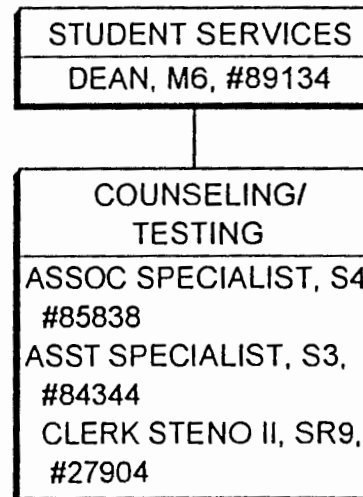 STUDENT SERVICES
DEAN, M6, #89134
COUNSELING/
TESTING
ASSOC SPECIALIST, S4
#85838
ASST SPECIALIST, S3,
#84344
CLERK STENO II, SR9,
#27904